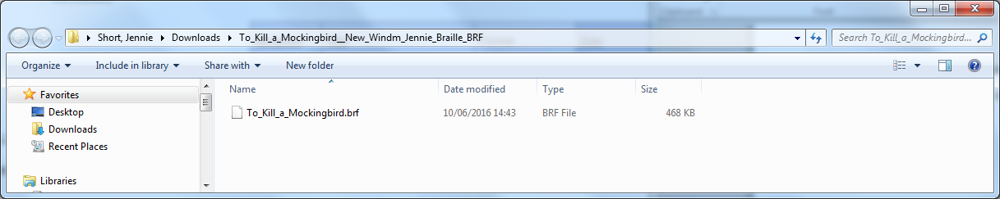 Short, Jennie Downloads To_Kill_a_Mockingbird__New_Windm_Jennie_Braille_BRF Search To_Kill_a_Mockingbird...
Organize Include in library Share with New folder
Favorites
Desktop
Downloads
Recent Places
Libraries
Name Date modified Type Size
To_Kill_a_Mockingbird.brf 10/06/2016 14:43 BRF File 468 KB